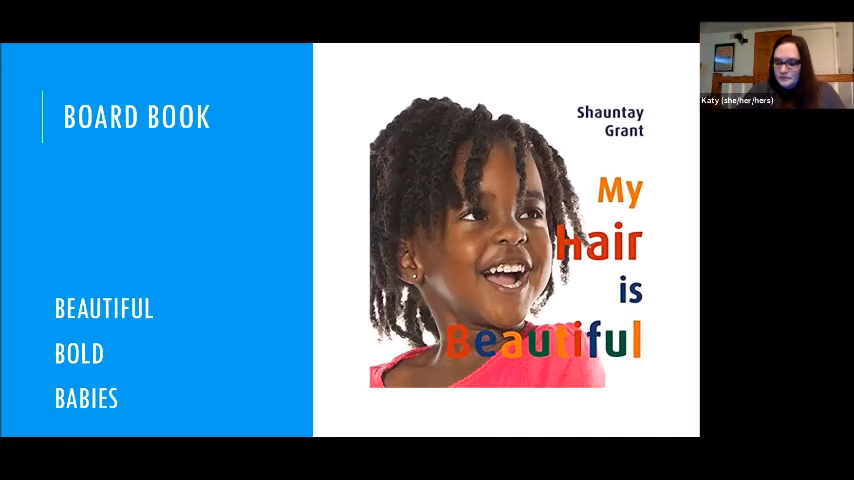 BOARD BOOK
BEAUTIFUL
BOLD
BABIES
Shauntay
Grant
My
hair
is
Beautiful
Katy (she/her/hers)